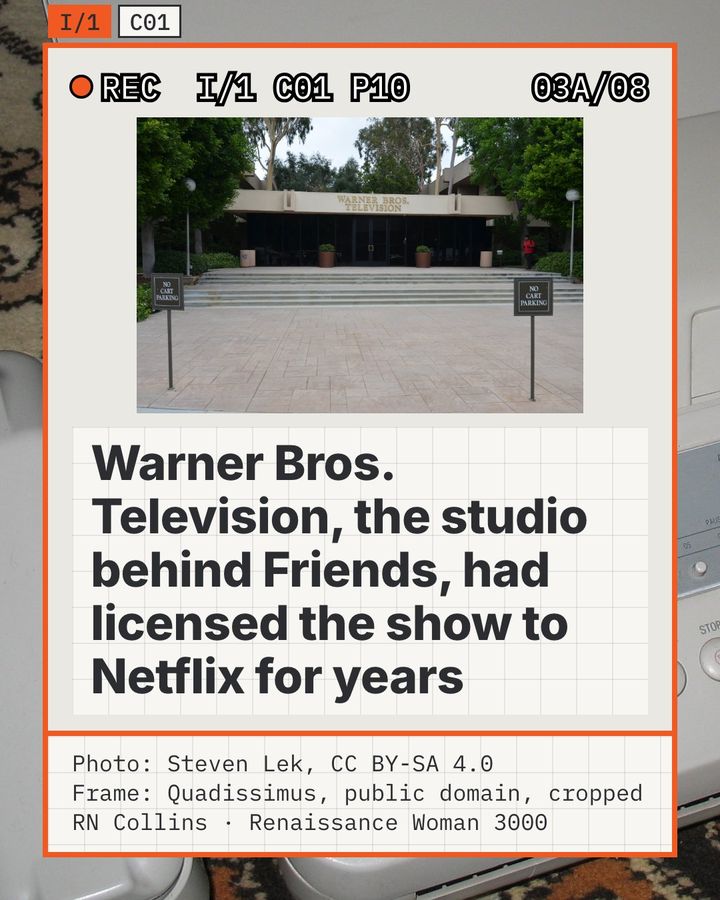 I/1 C01
REC I/1 C01 P10 03A/08
WARNER BROS.
TELEVISION
NO
CART
PARKING
NO
CART
PARKING
Warner Bros.
Television, the studio
behind Friends, had
licensed the show to
Netflix for years
Photo: Steven Lek, CC BY-SA 4.0
Frame: Quadissimus, public domain, cropped
RN Collins · Renaissance Woman 3000